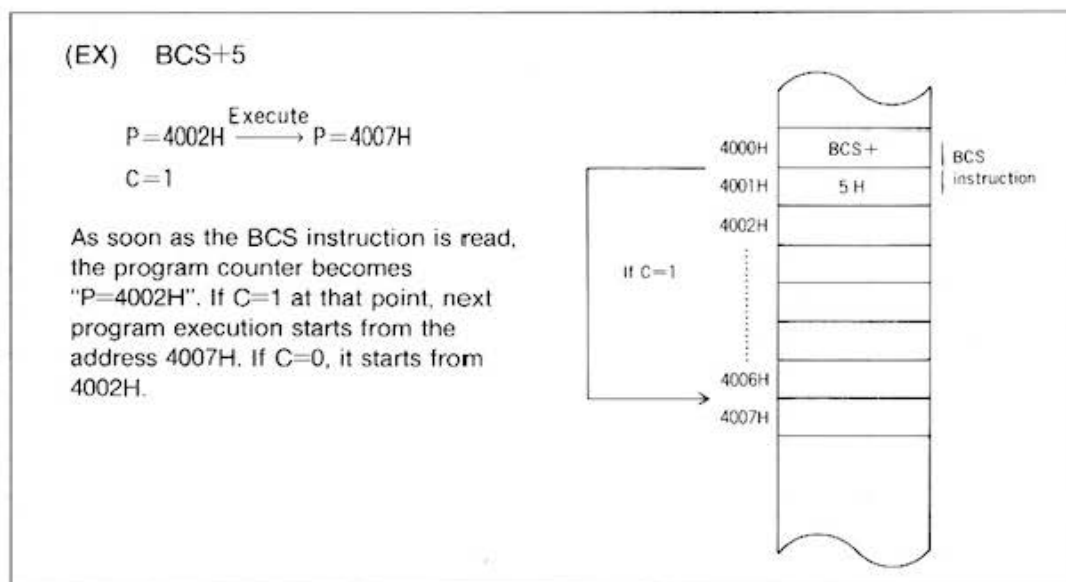 (EX) BCS+5
Execute
P=4002H ⟶ P=4007H
C=1
As soon as the BCS instruction is read,
the program counter becomes
“P=4002H”. If C=1 at that point, next
program execution starts from the
address 4007H. If C=0, it starts from
4002H.
4000H BCS+ BCS
instruction
4001H 5H
4002H
If C=1
4006H
4007H